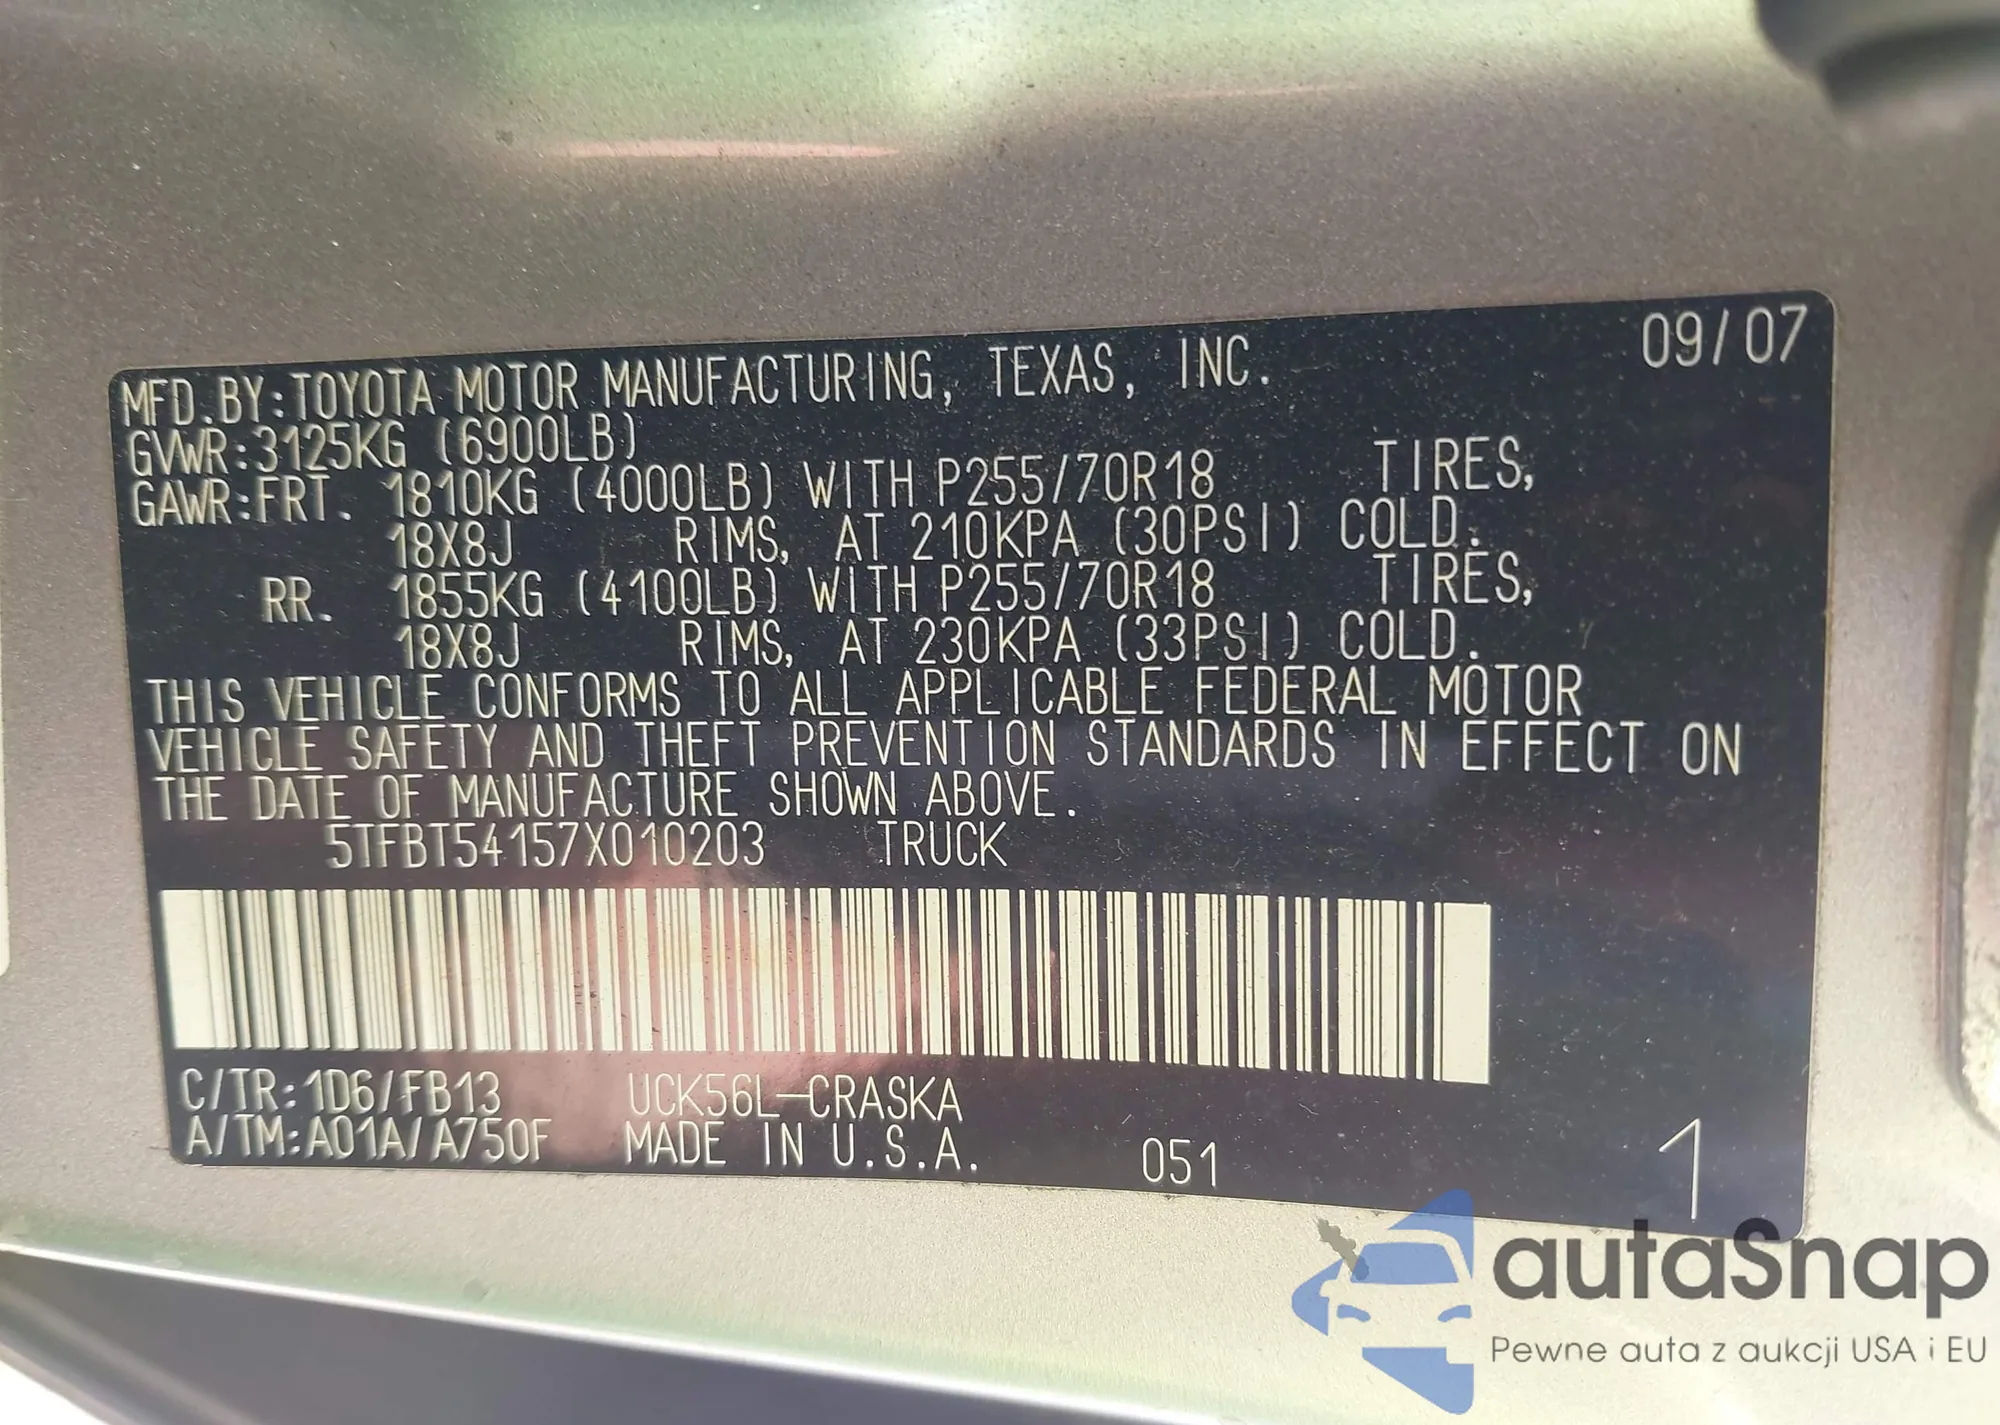 09/07
MFD.BY:TOYOTA MOTOR MANUFACTURING, TEXAS, INC.
GVWR:3125KG (6900LB)
GAWR:FRT. 1810KG (4000LB) WITH P255/70R18 TIRES,
18X8J RIMS, AT 210KPA (30PSI) COLD.
RR. 1855KG (4100LB) WITH P255/70R18 TIRES,
18X8J RIMS, AT 230KPA (33PSI) COLD.
THIS VEHICLE CONFORMS TO ALL APPLICABLE FEDERAL MOTOR
VEHICLE SAFETY AND THEFT PREVENTION STANDARDS IN EFFECT ON
THE DATE OF MANUFACTURE SHOWN ABOVE.
5TFBT54157X010203 TRUCK
C/TR:1D6/FB13 UCK56L-CRASKA
A/TM:A01A/A750F MADE IN U.S.A. 051 1
autaSnap
Pewne auta z aukcji USA i EU